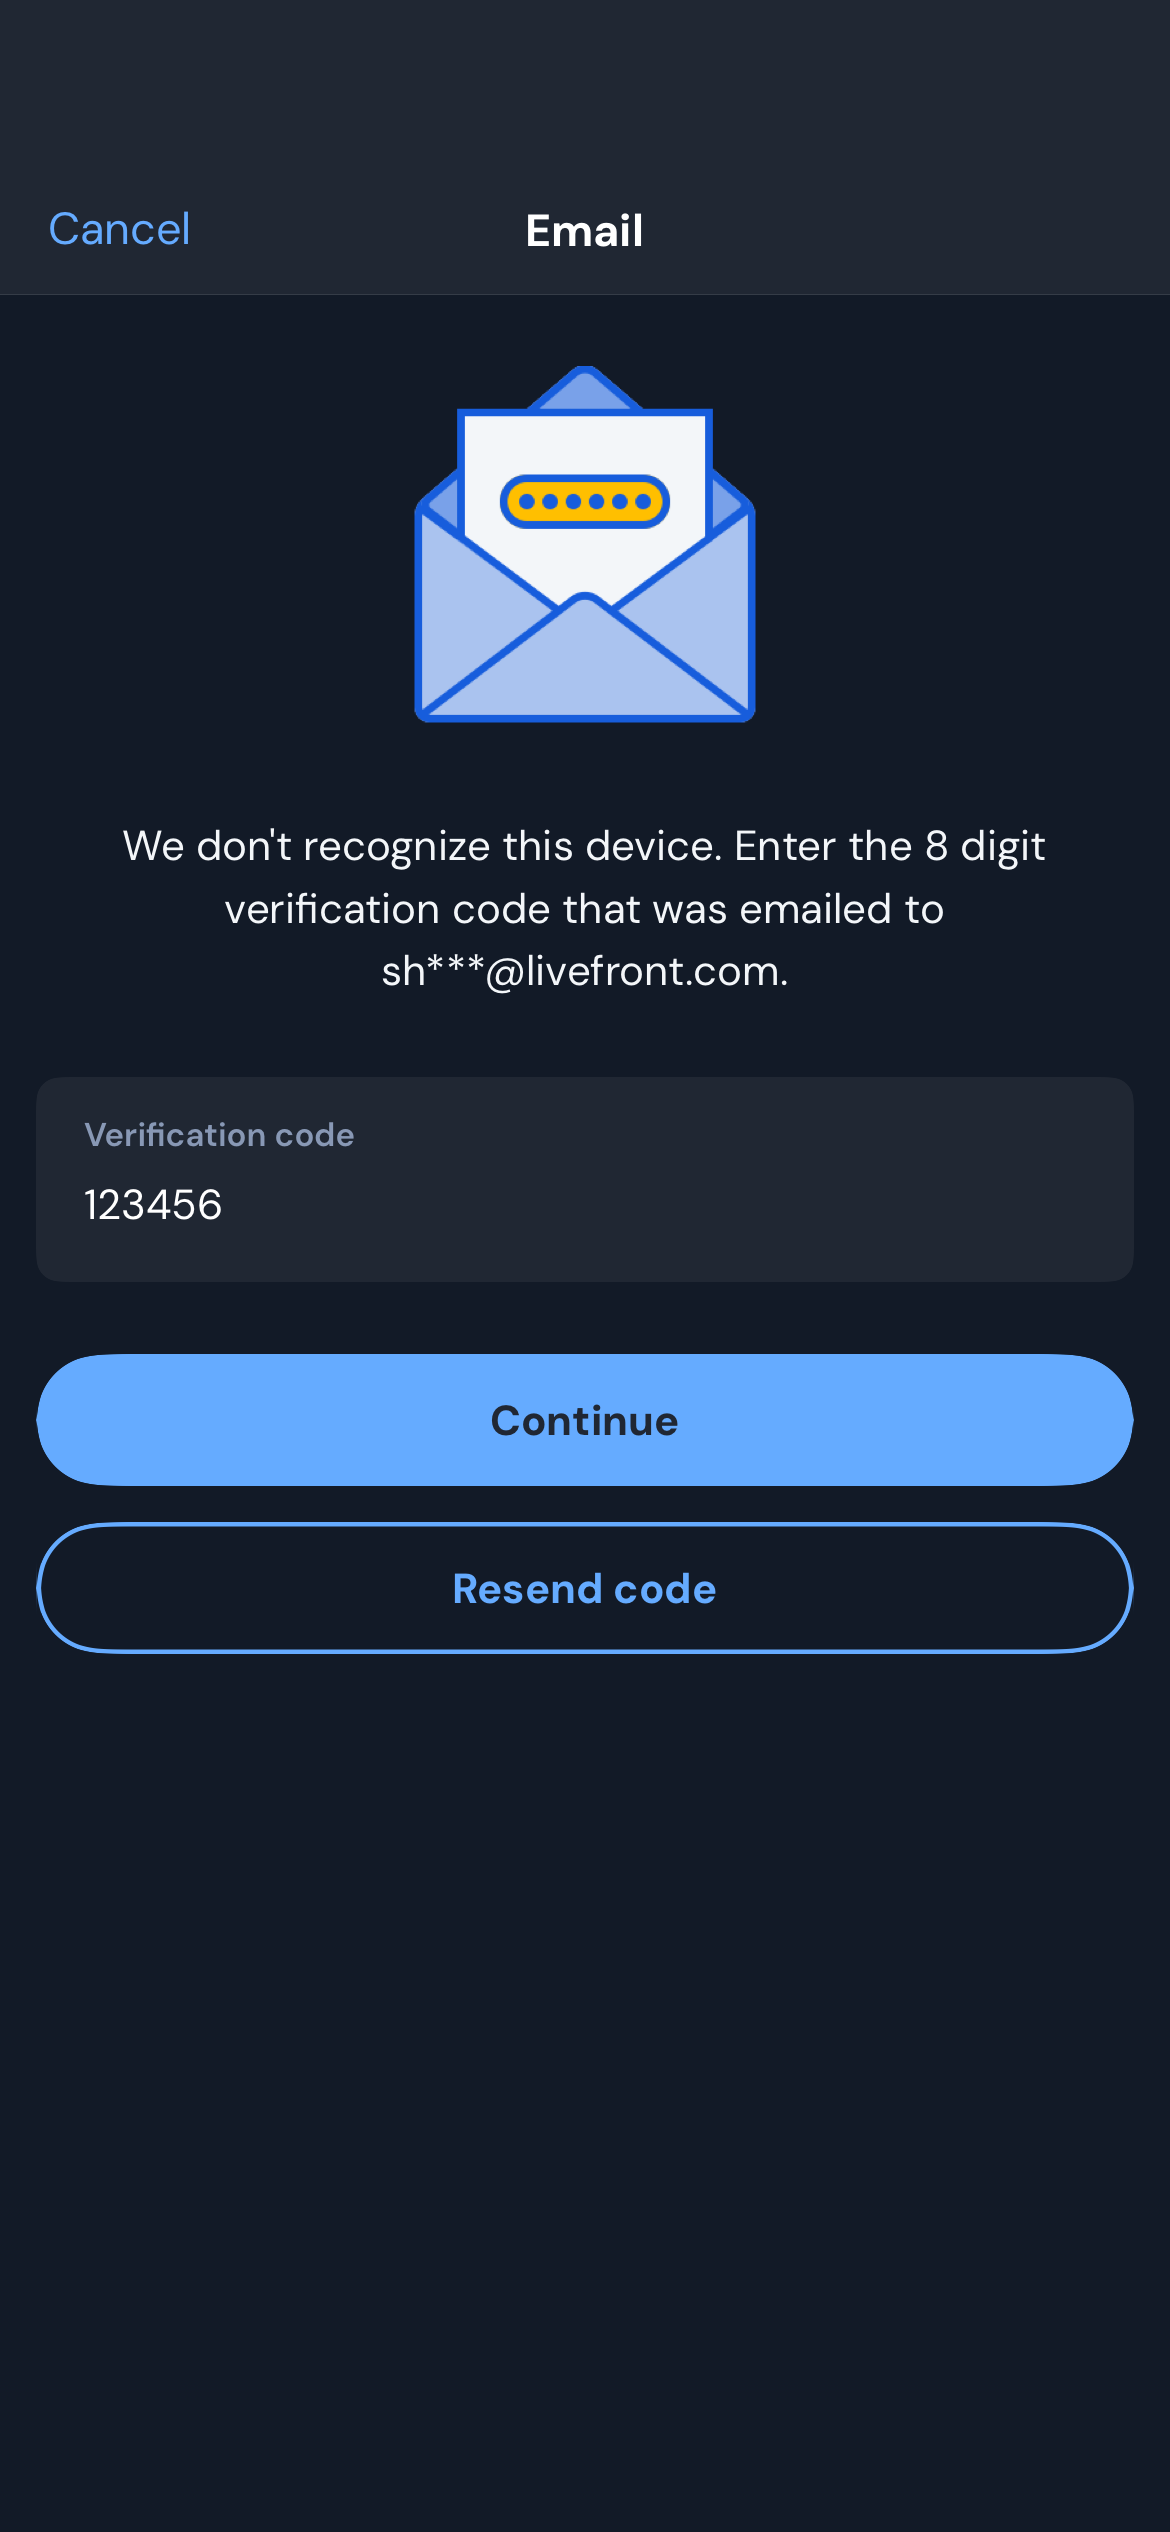 Cancel
Email
We don't recognize this device. Enter the 8 digit
verification code that was emailed to
sh***@livefront.com.
Verification code
123456
Continue
Resend code